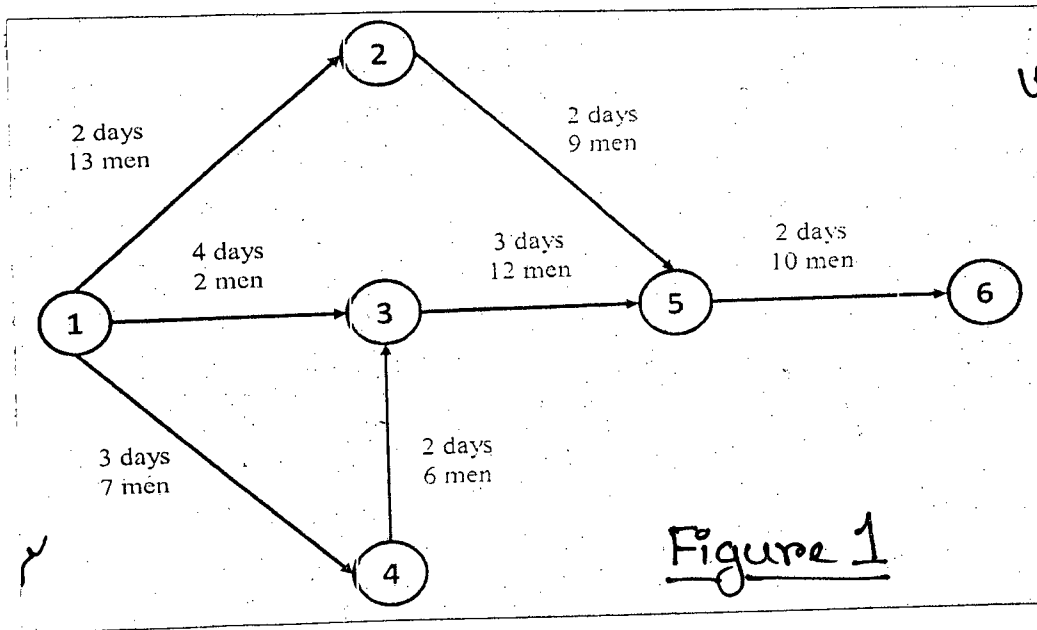 2
2 days
13 men
2 days
9 men
4 days
2 men
3 days
12 men
2 days
10 men
1
3
5
6
3 days
7 men
2 days
6 men
4
Figure 1